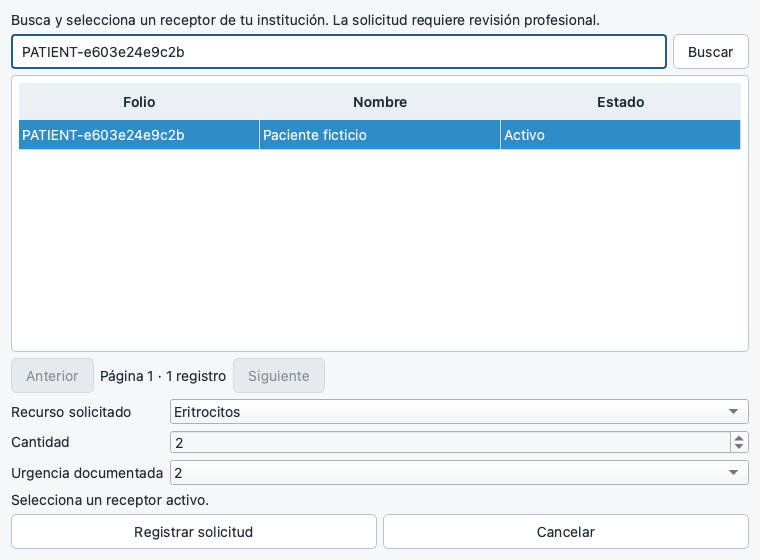 Busca y selecciona un receptor de tu institución. La solicitud requiere revisión profesional.
PATIENT-e603e24e9c2b Buscar
Folio Nombre Estado
PATIENT-e603e24e9c2b Paciente ficticio Activo
Anterior Página 1 · 1 registro Siguiente
Recurso solicitado Eritrocitos
Cantidad 2
Urgencia documentada 2
Selecciona un receptor activo.
Registrar solicitud Cancelar